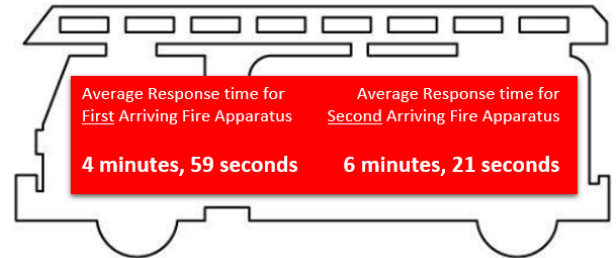 Average Response time for
First Arriving Fire Apparatus
4 minutes, 59 seconds
Average Response time for
Second Arriving Fire Apparatus
6 minutes, 21 seconds